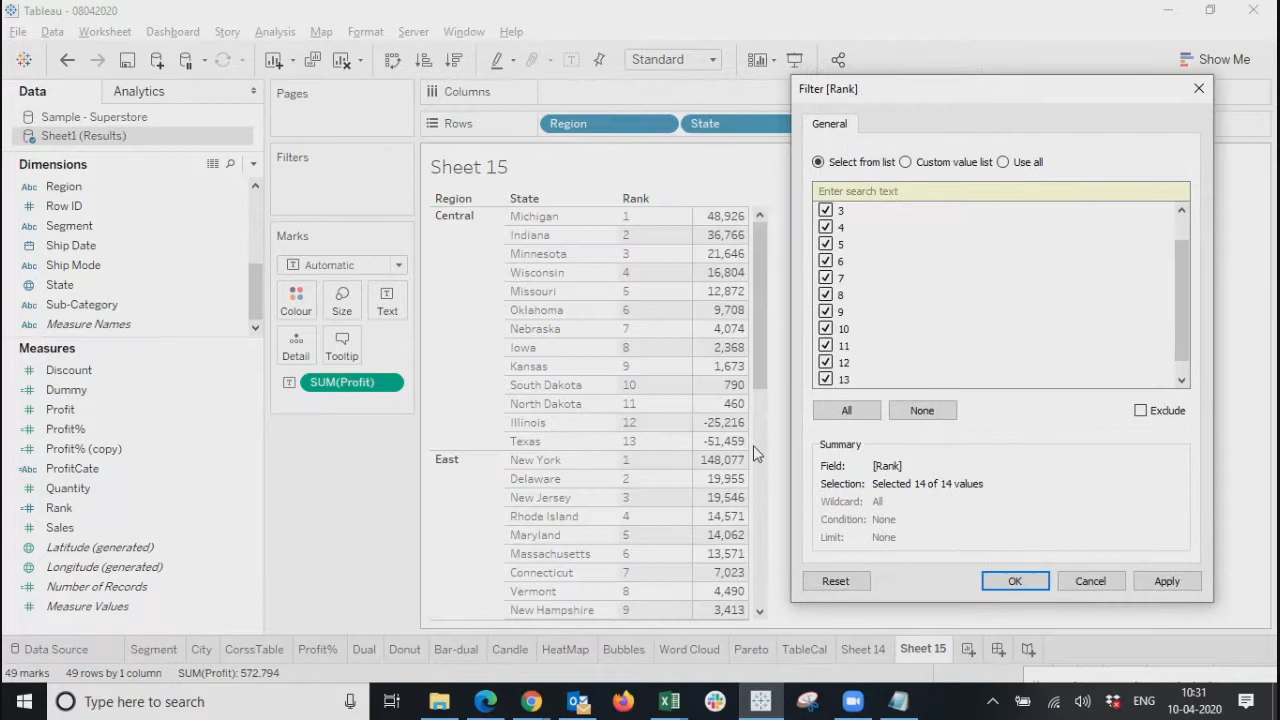 Tableau - 08042020
File Data Worksheet Dashboard Story Analysis Map Format Server Window Help
Standard
Show Me
Data
Analytics
Sample - Superstore
Sheet1 (Results)
Dimensions
Abc Region
Abc Row ID
Abc Segment
Ship Date
Abc Ship Mode
State
Abc Sub-Category
Abc Measure Names
Measures
Discount
Dummy
Profit
Profit%
Profit% (copy)
=Abc ProfitCate
Quantity
Rank
Sales
Latitude (generated)
Longitude (generated)
Number of Records
Measure Values
Pages
Filters
Marks
Automatic
Colour Size Text
Detail Tooltip
SUM(Profit)
Columns
Rows
Region State
Sheet 15
Region State Rank
Central Michigan 1 48,926
Indiana 2 36,766
Minnesota 3 21,646
Wisconsin 4 16,804
Missouri 5 12,872
Oklahoma 6 9,708
Nebraska 7 4,074
Iowa 8 2,368
Kansas 9 1,673
South Dakota 10 790
North Dakota 11 460
Illinois 12 -25,216
Texas 13 -51,459
East New York 1 148,077
Delaware 2 19,955
New Jersey 3 19,546
Rhode Island 4 14,571
Maryland 5 14,062
Massachusetts 6 13,571
Connecticut 7 7,023
Vermont 8 4,490
New Hampshire 9 3,413
Filter [Rank]
General
Select from list Custom value list Use all
Enter search text
3
4
5
6
7
8
9
10
11
12
13
All None Exclude
Summary
Field: [Rank]
Selection: Selected 14 of 14 values
Wildcard: All
Condition: None
Limit: None
Reset OK Cancel Apply
Data Source Segment City CorssTable Profit% Dual Donut Bar-dual Candle HeatMap Bubbles Word Cloud Pareto TableCal Sheet 14 Sheet 15
49 marks 49 rows by 1 column SUM(Profit): 572,794
Type here to search
ENG
10:31
10-04-2020